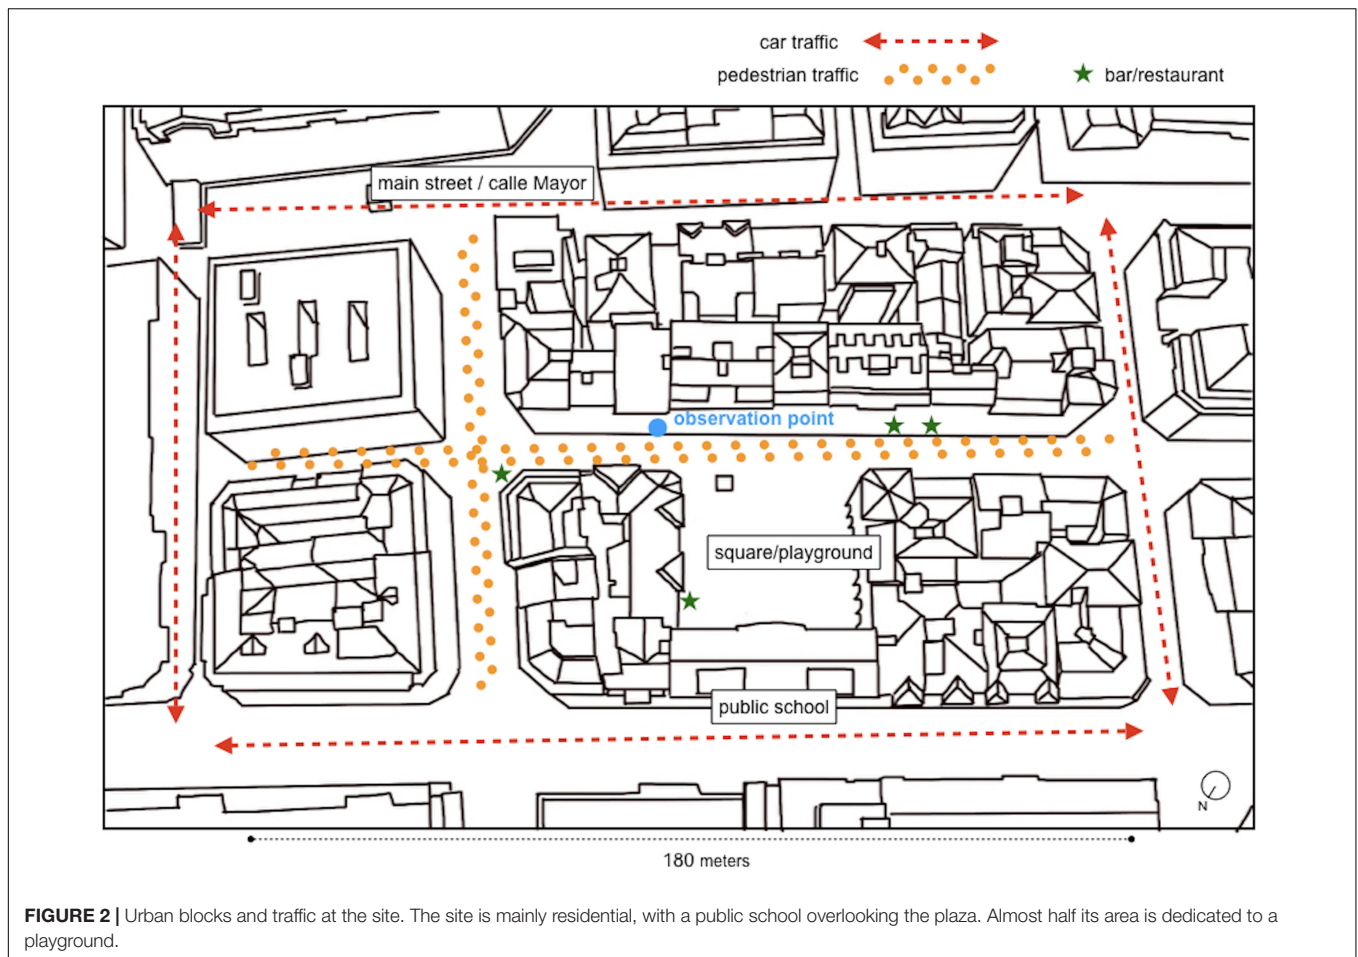 car traffic
pedestrian traffic
bar/restaurant
main street / calle Mayor
observation point
square/playground
public school
N
180 meters
FIGURE 2 | Urban blocks and traffic at the site. The site is mainly residential, with a public school overlooking the plaza. Almost half its area is dedicated to a
playground.